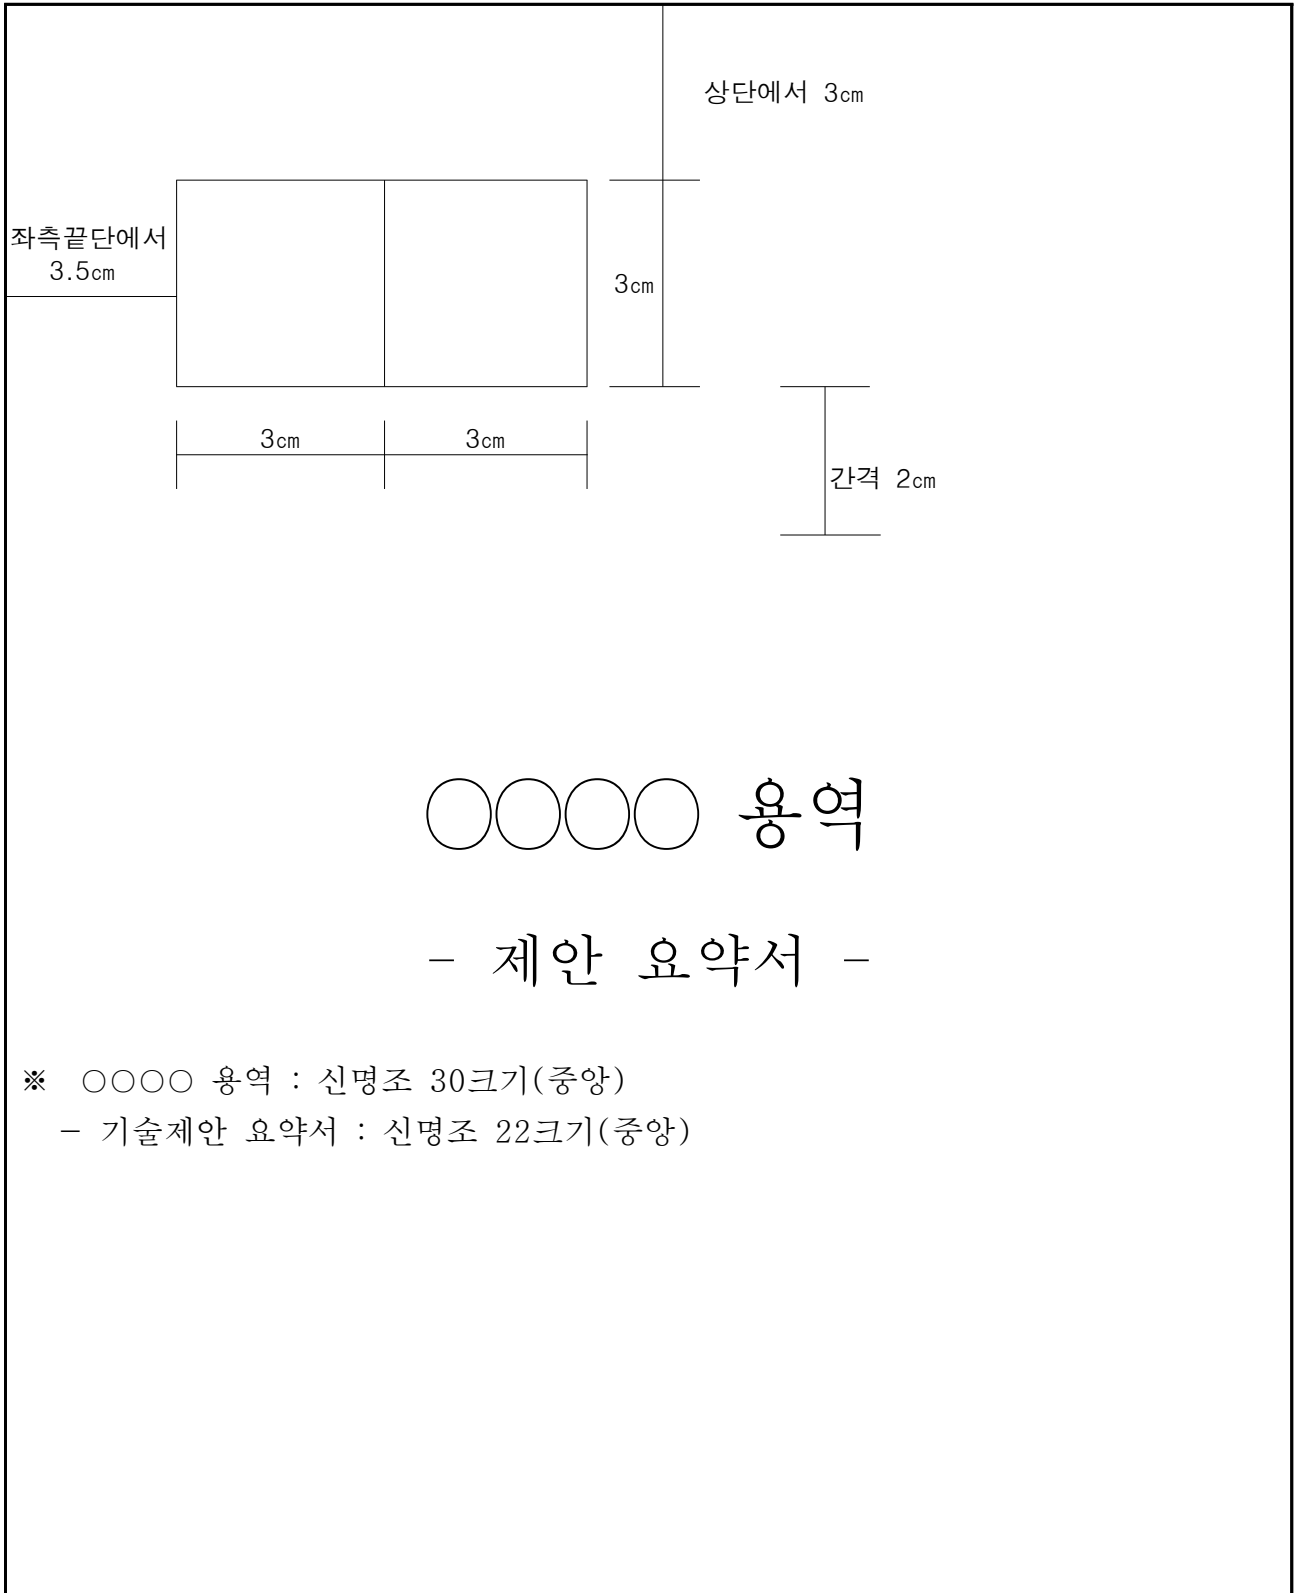 상단에서 3㎝
좌측끝단에서
3.5㎝
3㎝
3㎝ 3㎝
간격 2㎝
○○○○ 용역
- 제안 요약서 -
※ ○○○○ 용역 : 신명조 30크기(중앙)
- 기술제안 요약서 : 신명조 22크기(중앙)